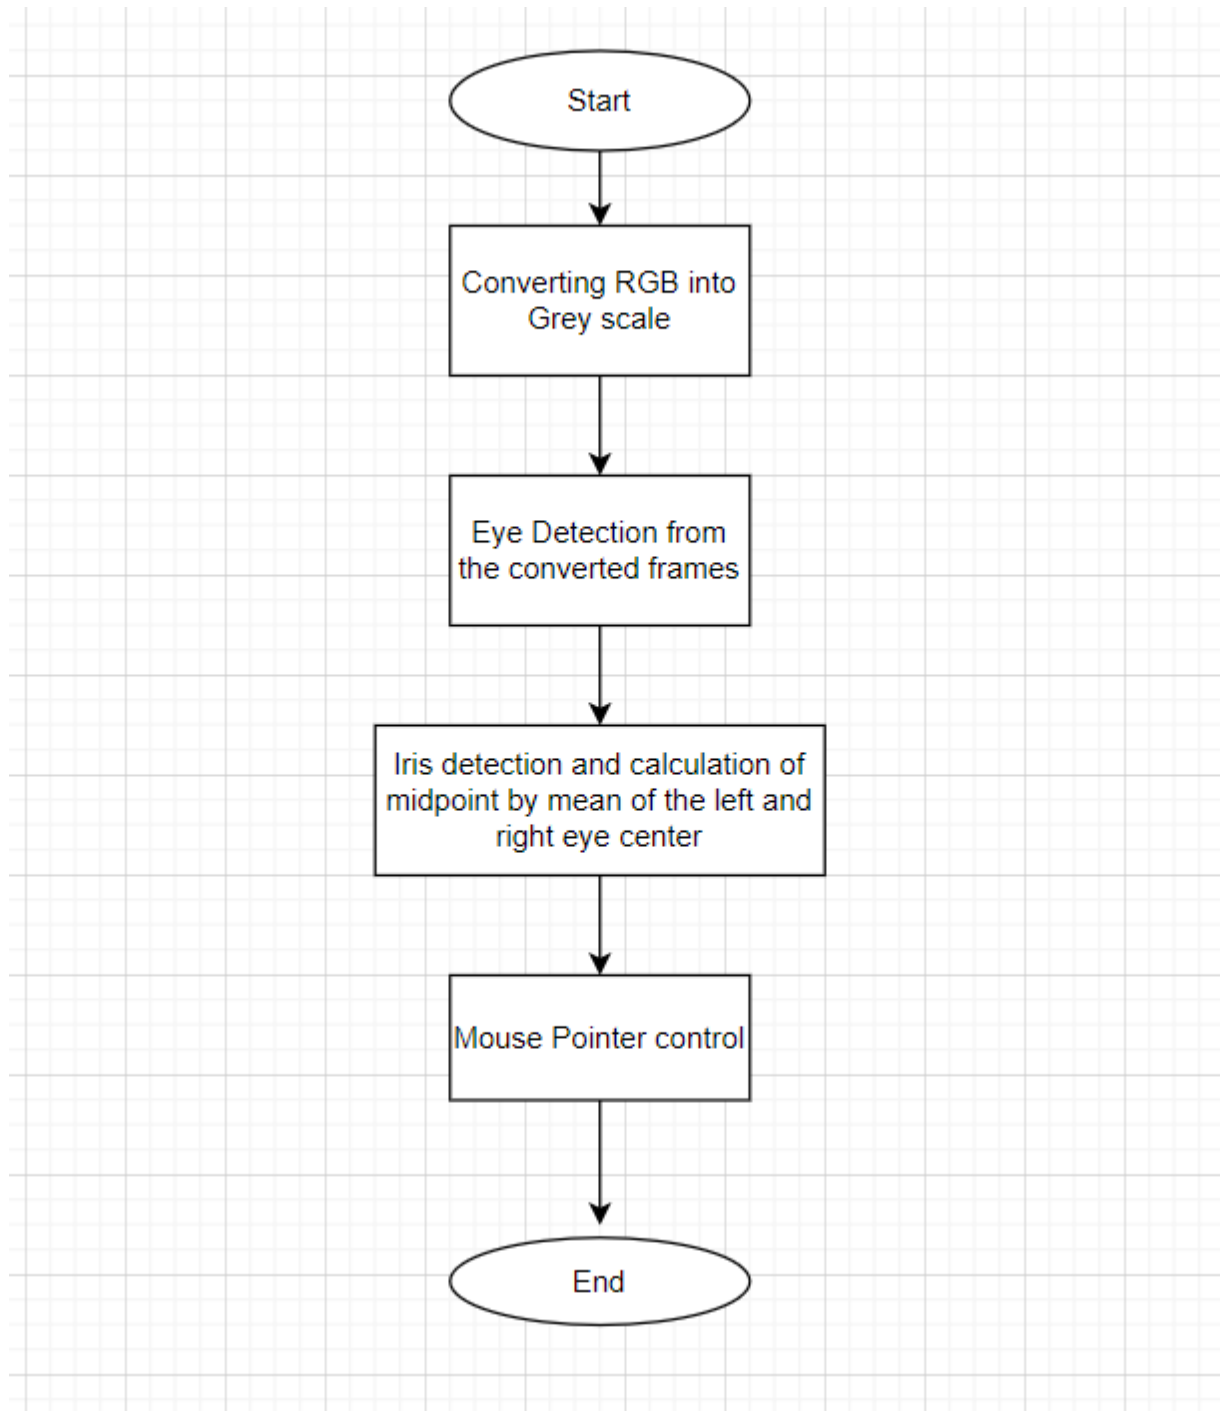 Start
Converting RGB into
Grey scale
Eye Detection from
the converted frames
Iris detection and calculation of
midpoint by mean of the left and
right eye center
Mouse Pointer control
End